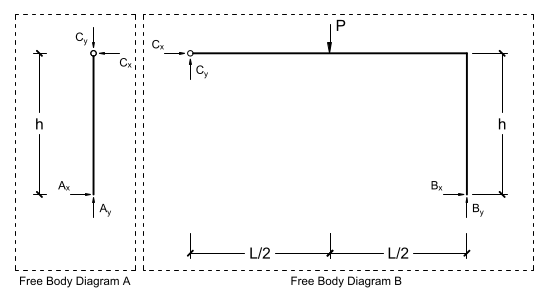 P
Cy
Cx
Cx
Cy
h
h
Ax
Ay
Bx
By
L/2
L/2
Free Body Diagram A
Free Body Diagram B